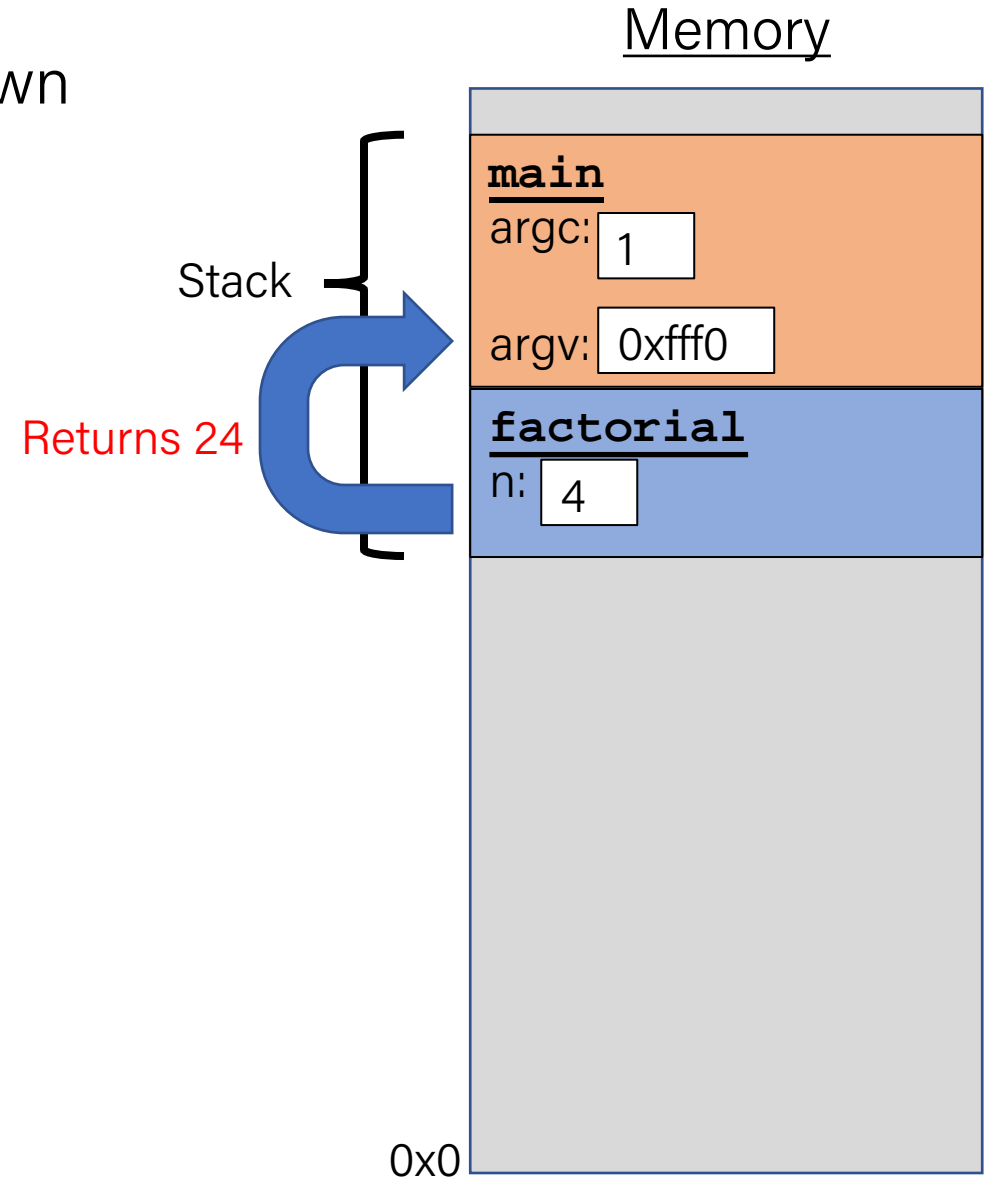 Memory
wn
main
argc: 1
Stack
argv: 0xfff0
Returns 24
factorial
n: 4
0x0